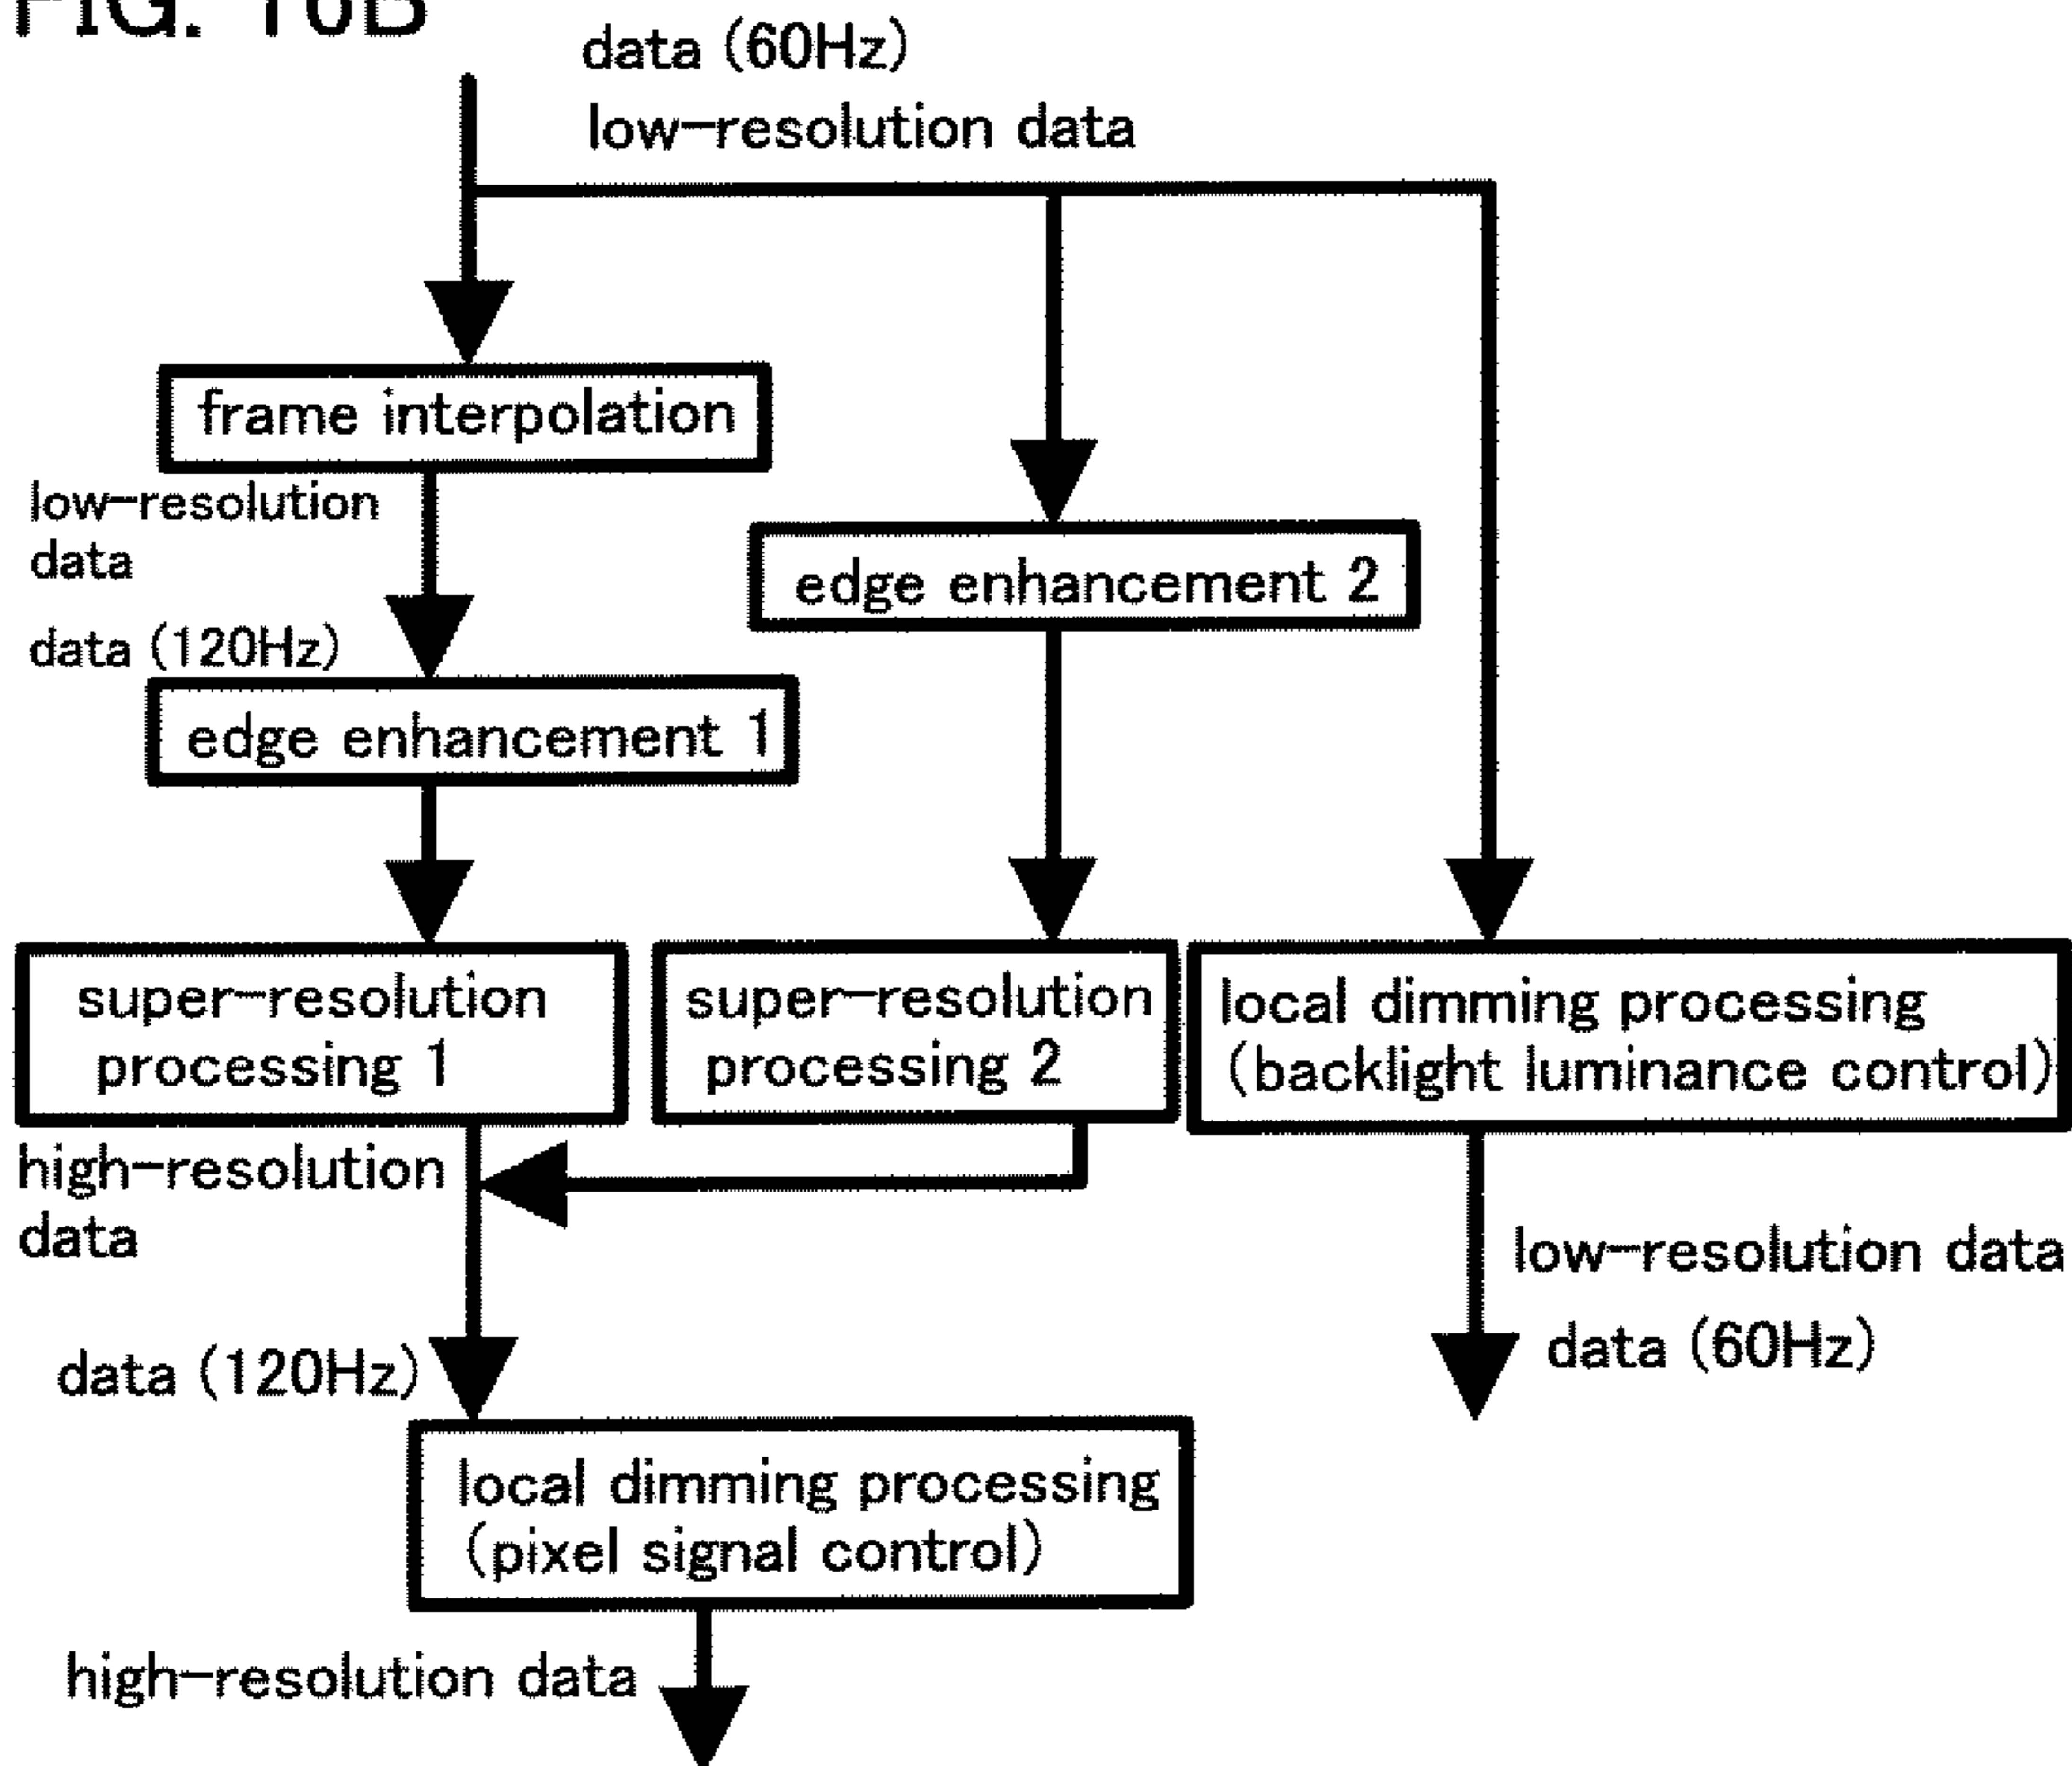 FIG. 16B
data (60Hz)
low-resolution data
frame interpolation
low-resolution
data
data (120Hz)
edge enhancement 2
edge enhancement 1
super-resolution
processing 1
super-resolution
processing 2
local dimming processing
(backlight luminance control)
high-resolution
data
data (120Hz)
low-resolution data
data (60Hz)
local dimming processing
(pixel signal control)
high-resolution data